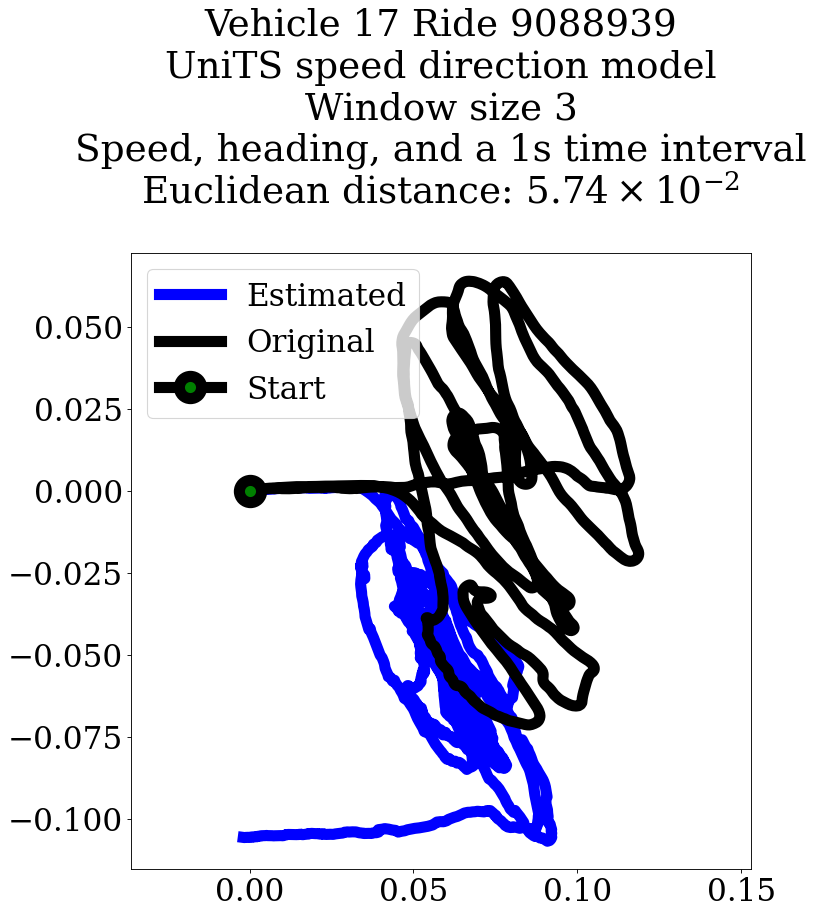 Vehicle 17 Ride 9088939
UniTS speed direction model
Window size 3
Speed, heading, and a 1s time interval
Euclidean distance: 5.74 × 10⁻²
Estimated
Original
Start
0.050
0.025
0.000
−0.025
−0.050
−0.075
−0.100
0.00 0.05 0.10 0.15